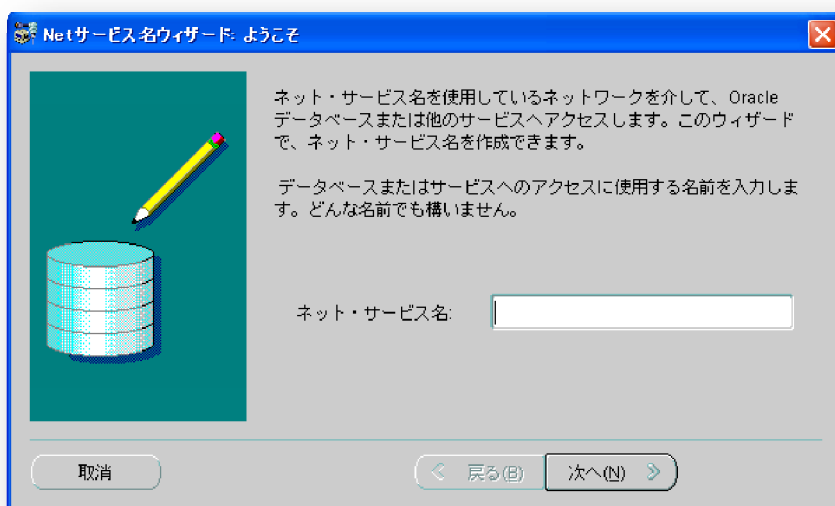 Netサービス名ウィザード: ようこそ
ネット・サービス名を使用しているネットワークを介して、Oracle
データベースまたは他のサービスへアクセスします。このウィザード
で、ネット・サービス名を作成できます。
データベースまたはサービスへのアクセスに使用する名前を入力しま
す。どんな名前でも構いません。
ネット・サービス名:
取消
戻る(B)
次へ(N)